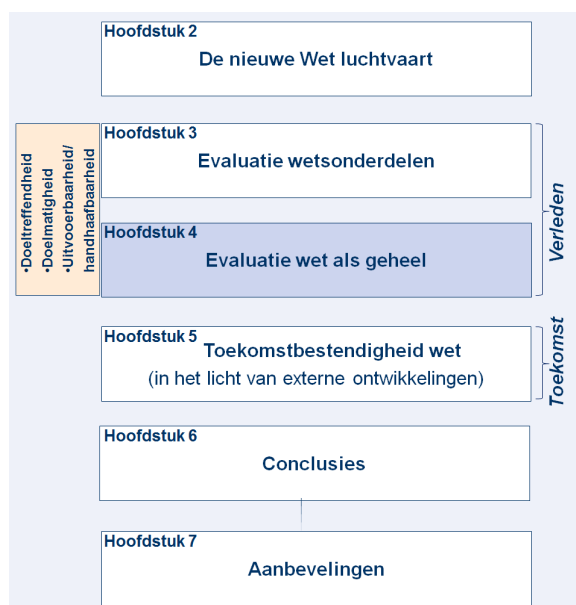 Hoofdstuk 2
De nieuwe Wet luchtvaart
•Doeltreffendheid
•Doelmatigheid
•Uitvooerbaarheid/
handhaafbaarheid
Hoofdstuk 3
Evaluatie wetsonderdelen
Hoofdstuk 4
Evaluatie wet als geheel
Verleden
Hoofdstuk 5
Toekomstbestendigheid wet
(in het licht van externe ontwikkelingen)
Toekomst
Hoofdstuk 6
Conclusies
Hoofdstuk 7
Aanbevelingen